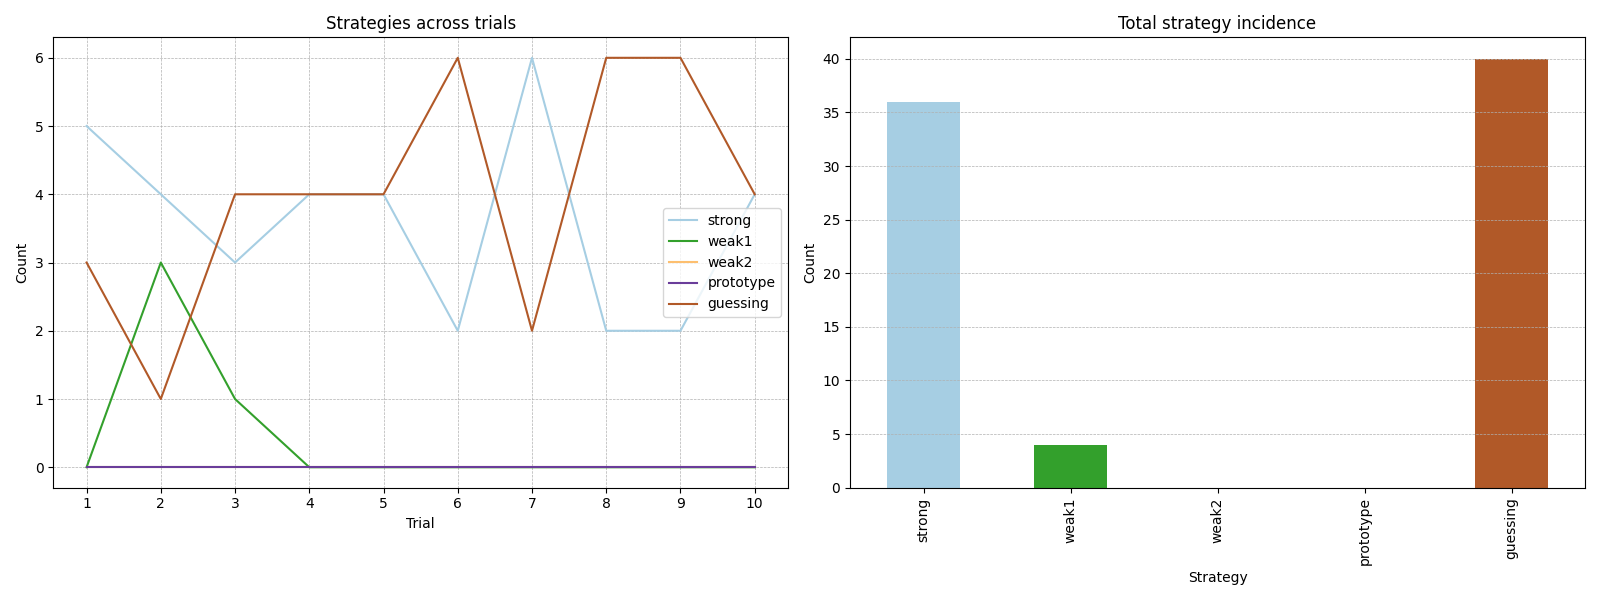 Strategies across trials
Count
6
5
4
3
2
1
0
1 2 3 4 5 6 7 8 9 10
Trial
strong
weak1
weak2
prototype
guessing
Total strategy incidence
Count
40
35
30
25
20
15
10
5
0
strong weak1 weak2 prototype guessing
Strategy